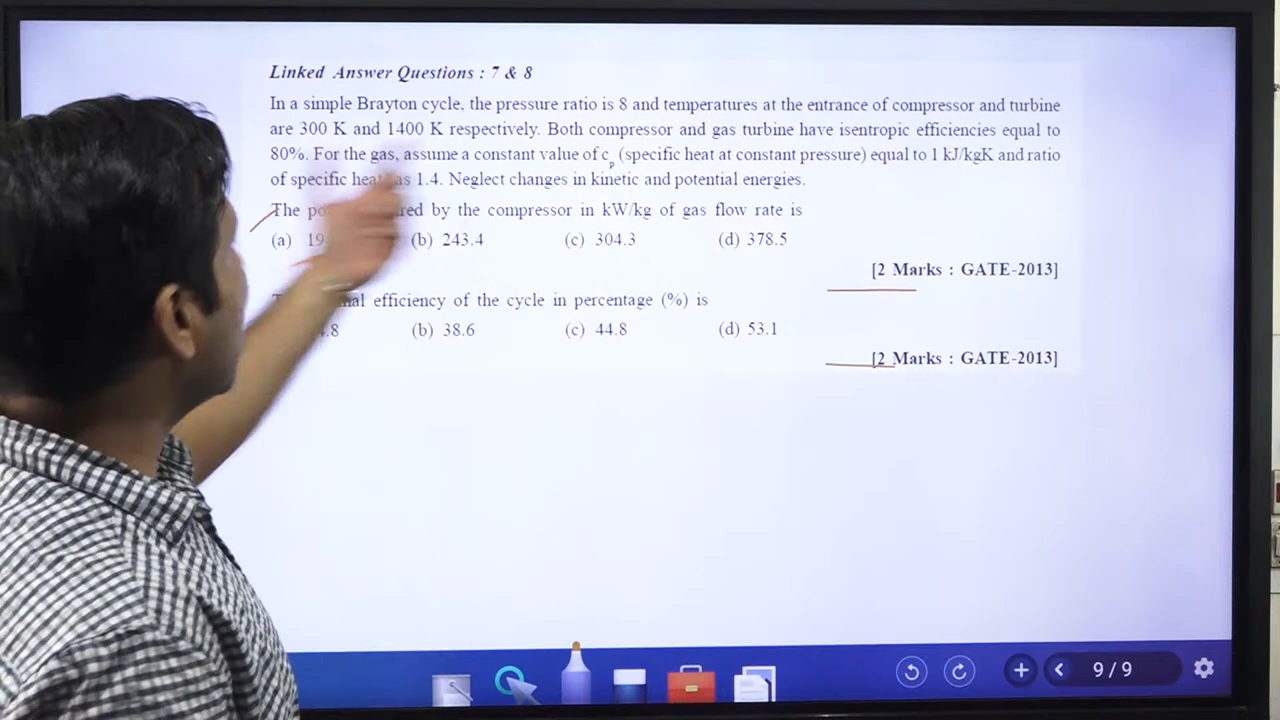 Linked Answer Questions : 7 & 8
In a simple Brayton cycle, the pressure ratio is 8 and temperatures at the entrance of compressor and turbine
are 300 K and 1400 K respectively. Both compressor and gas turbine have isentropic efficiencies equal to
80%. For the gas, assume a constant value of cp (specific heat at constant pressure) equal to 1 kJ/kgK and ratio
of specific heat as 1.4. Neglect changes in kinetic and potential energies.
The by the compressor in kW/kg of gas flow rate is
(a) (b) 243.4 (c) 304.3 (d) 378.5
[2 Marks : GATE-2013]
efficiency of the cycle in percentage (%) is
(b) 38.6 (c) 44.8 (d) 53.1
[2 Marks : GATE-2013]
9/9